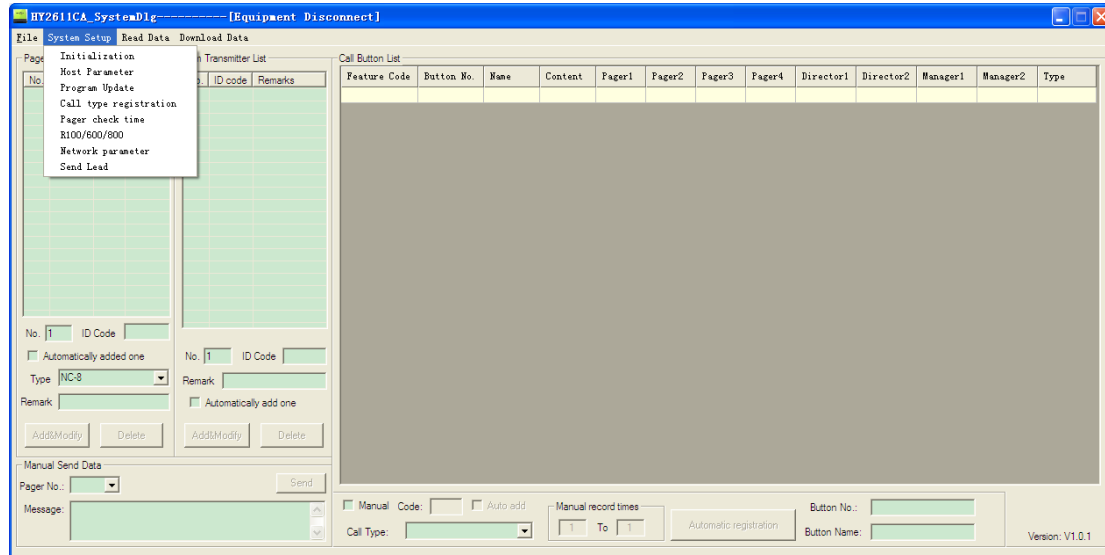 HY2611CA_SystemDlg----------[Equipment Disconnect]
File System Setup Read Data Download Data
Initialization
Host Parameter
Program Update
Call type registration
Pager check time
R100/600/800
Network parameter
Send Lead
Page
No.
Transmitter List
ID code Remarks
No. 1 ID Code
Automatically added one
Type NC-8
Remark
Add&Modify Delete
No. 1 ID Code
Remark
Automatically add one
Add&Modify Delete
Manual Send Data
Pager No.: Send
Message:
Call Button List
Feature Code Button No. Name Content Pager1 Pager2 Pager3 Pager4 Director1 Director2 Manager1 Manager2 Type
Manual Code: Auto add
Call Type:
Manual record times
1 To 1
Automatic registration
Button No.:
Button Name:
Version: V1.0.1